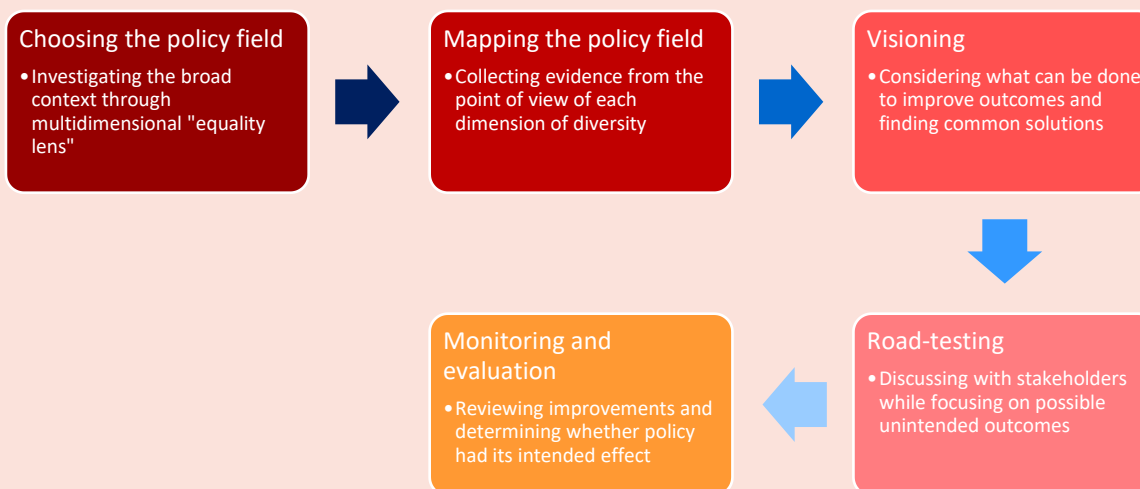 Choosing the policy field
•Investigating the broad
context through
multidimensional "equality
lens"
Mapping the policy field
•Collecting evidence from the
point of view of each
dimension of diversity
Visioning
•Considering what can be done
to improve outcomes and
finding common solutions
Road-testing
•Discussing with stakeholders
while focusing on possible
unintended outcomes
Monitoring and
evaluation
•Reviewing improvements and
determining whether policy
had its intended effect